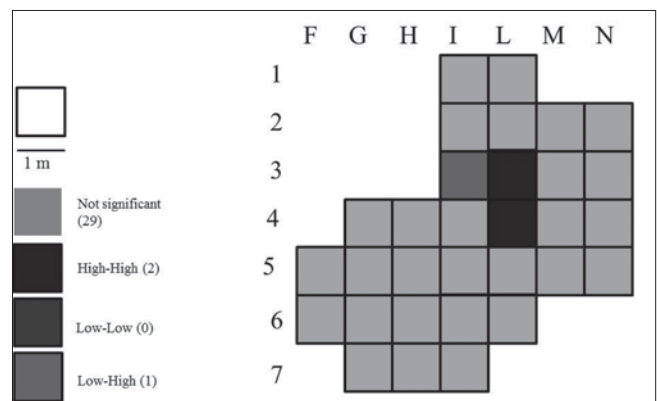 F G H I L M N
1
2
3
1 m
Not significant
(29)
4
High-High (2)
5
Low-Low (0)
6
Low-High (1)
7